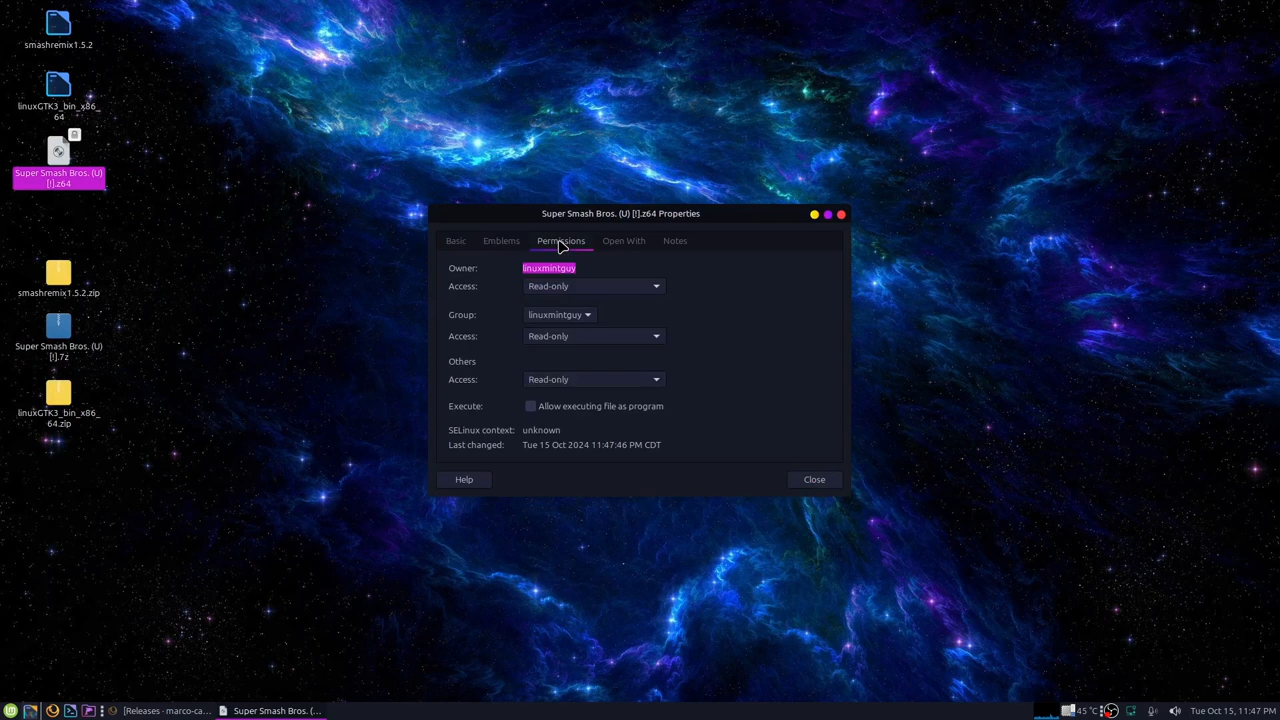 smashremix1.5.2
linuxGTK3_bin_x86_
64
Super Smash Bros. (U)
[!].z64
smashremix1.5.2.zip
Super Smash Bros. (U)
[!].7z
linuxGTK3_bin_x86_
64.zip
Super Smash Bros. (U) [!].z64 Properties
Basic Emblems Permissions Open With Notes
Owner: linuxmintguy
Access: Read-only
Group: linuxmintguy
Access: Read-only
Others
Access: Read-only
Execute: Allow executing file as program
SELinux context: unknown
Last changed: Tue 15 Oct 2024 11:47:46 PM CDT
Help Close
[Releases · marco-ca... Super Smash Bros. (... 45 °C Tue Oct 15, 11:47 PM